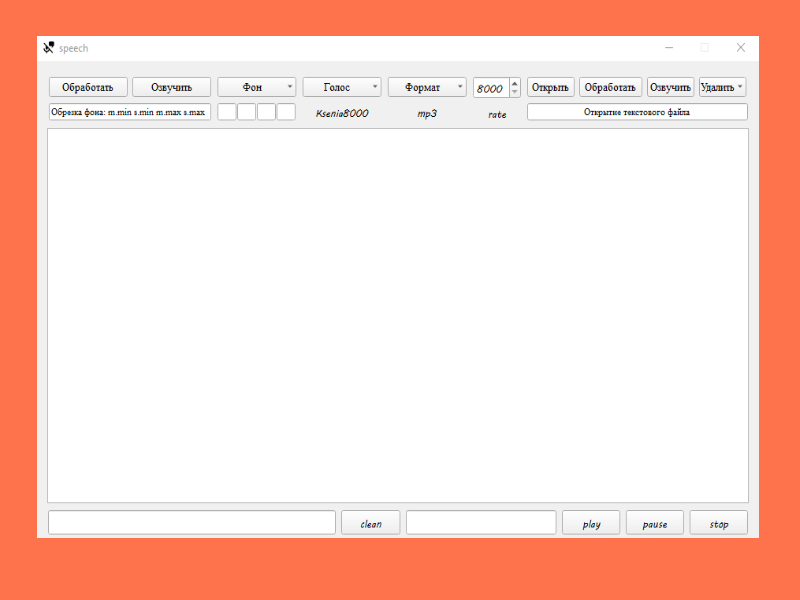 speech
Обработать Озвучить Фон Голос Формат 8000 Открыть Обработать Озвучить Удалить
Обрезка фона: m.min s.min m.max s.max Ksenia8000 mp3 rate Открытие текстового файла
clean play pause stop